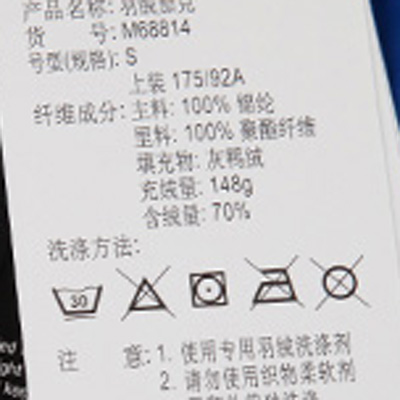 产品名称: 羽绒
货 号: M68814
号型(规格): S
上装 175/92A
纤维成分: 主料: 100% 锦纶
里料: 100% 聚酯纤维
填充物: 灰鸭绒
充绒量: 148g
含绒量: 70%
洗涤方法:
30
注 意: 1. 使用专用羽绒洗涤剂
2. 请勿使用织物柔软剂